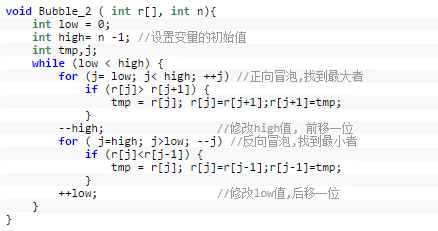 void Bubble_2 ( int r[], int n){
    int low = 0;
    int high= n -1; //设置变量的初始值
    int tmp,j;
    while (low < high) {
        for (j= low; j< high; ++j) //正向冒泡,找到最大者
            if (r[j]> r[j+1]) {
                tmp = r[j]; r[j]=r[j+1];r[j+1]=tmp;
            }
        --high;                 //修改high值, 前移一位
        for ( j=high; j>low; --j) //反向冒泡,找到最小者
            if (r[j]<r[j-1]) {
                tmp = r[j]; r[j]=r[j-1];r[j-1]=tmp;
            }
        ++low;                  //修改low值,后移一位
    }
}